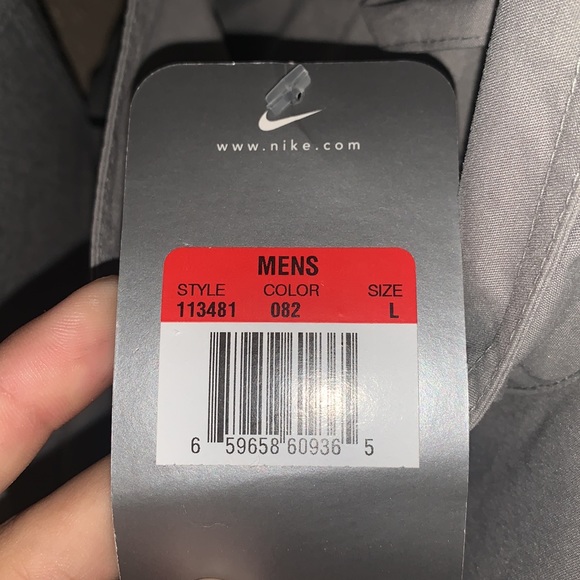 www.nike.com
MENS
STYLE COLOR SIZE
113481 082 L
6 59658 60936 5